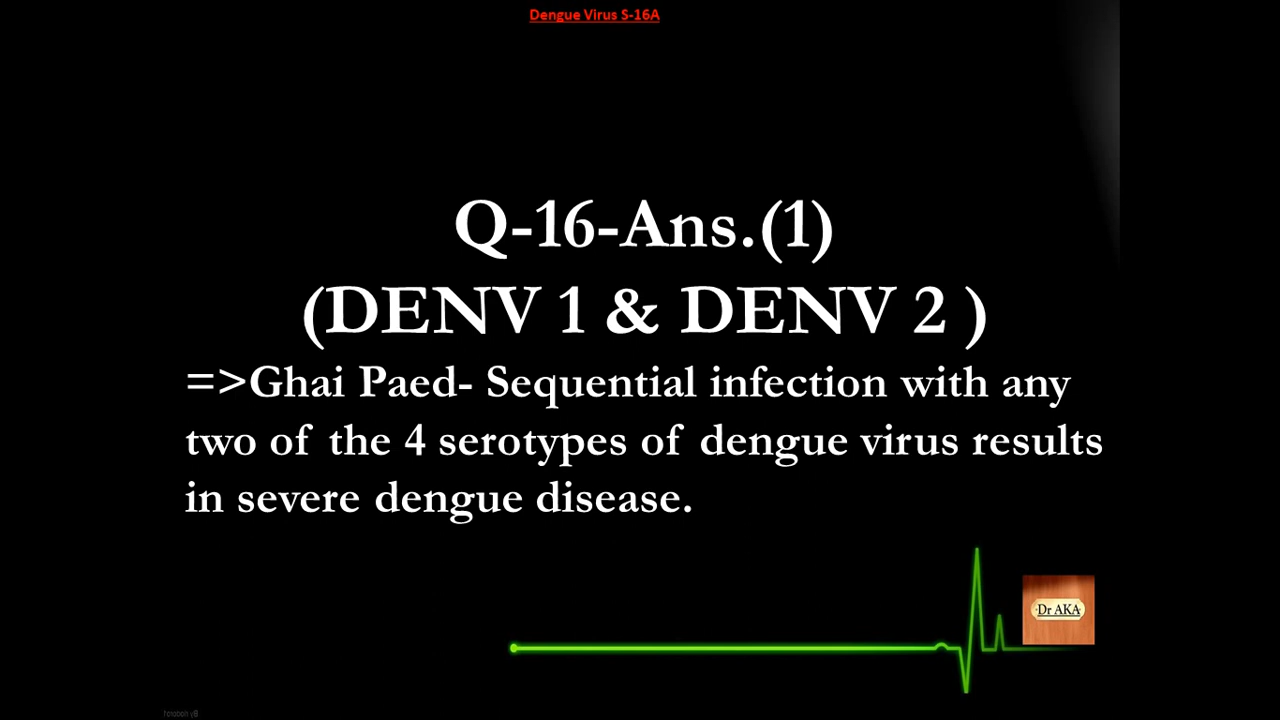 Dengue Virus S-16A
Q-16-Ans.(1)
(DENV 1 & DENV 2 )
=>Ghai Paed- Sequential infection with any
two of the 4 serotypes of dengue virus results
in severe dengue disease.
Dr AKA